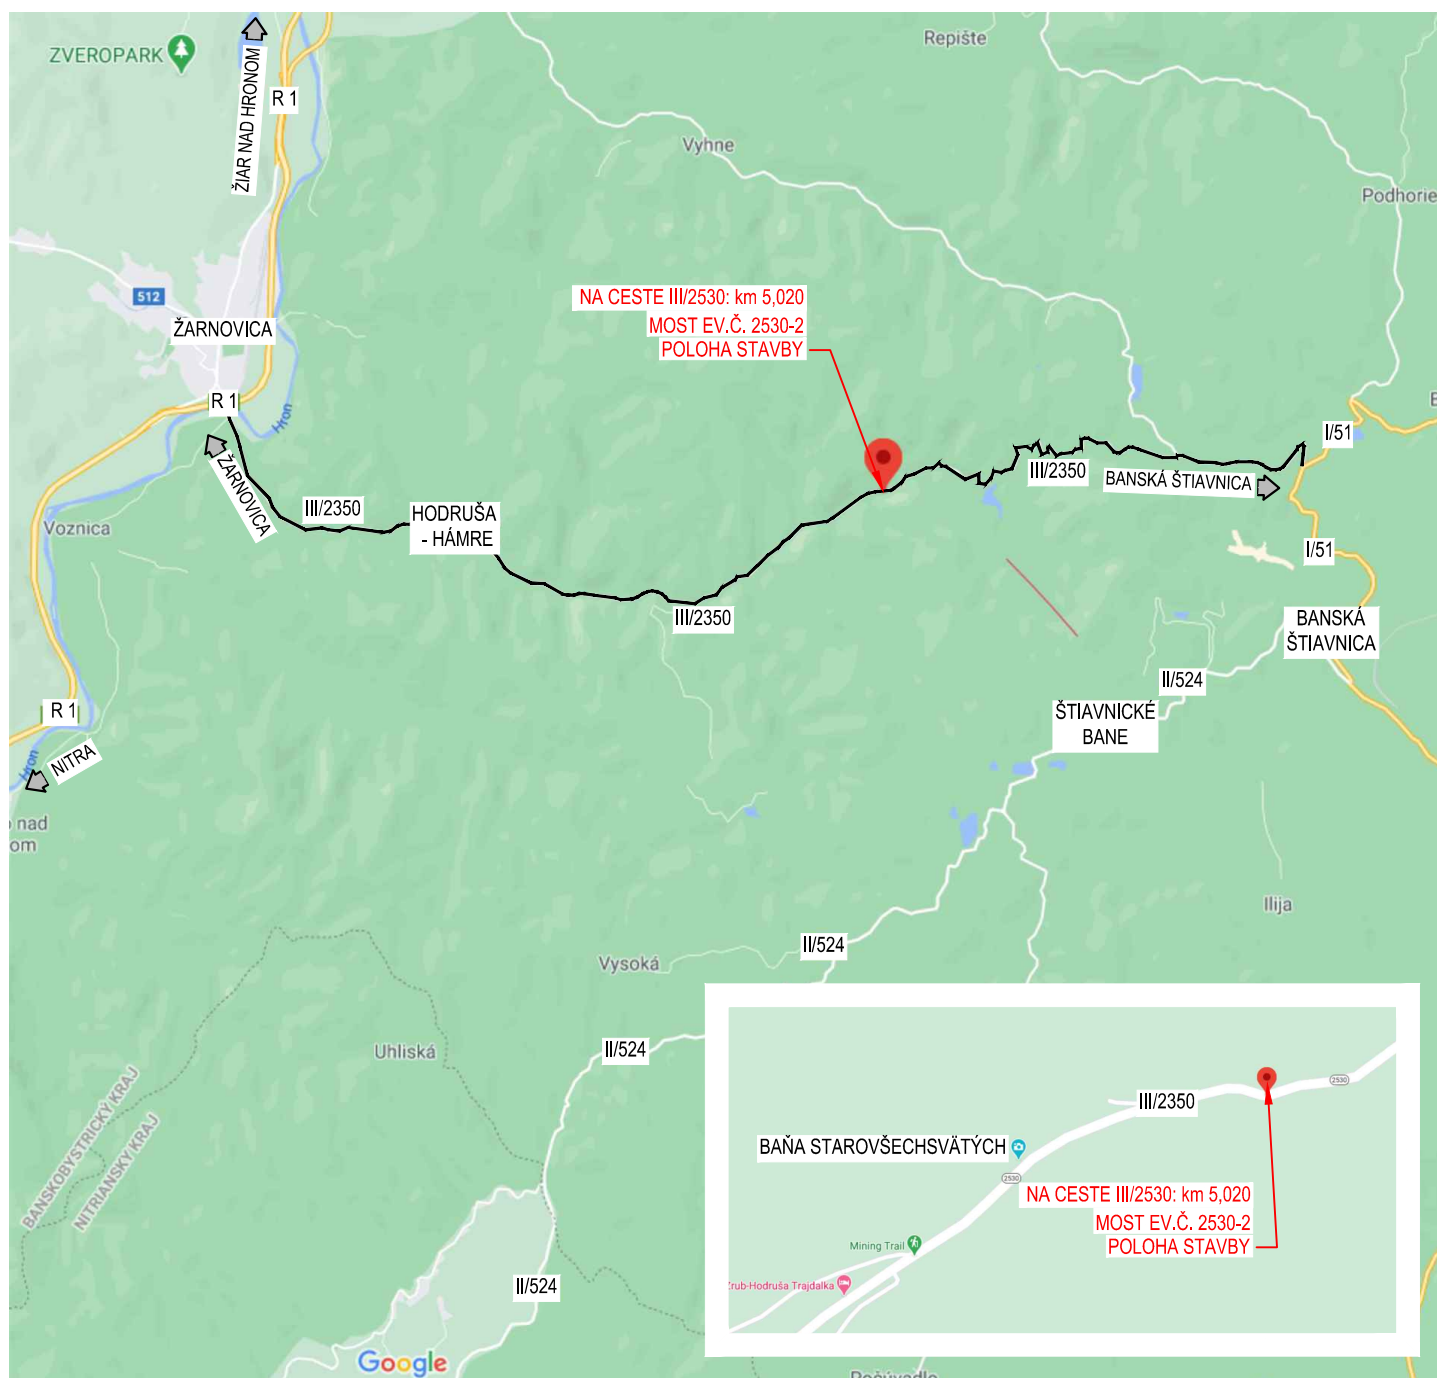 Repište
ZVEROPARK
ŽIAR NAD HRONOM
R 1
Vyhne
Podhorie
512
NA CESTE III/2530: km 5,020
MOST EV.Č. 2530-2
POLOHA STAVBY
ŽARNOVICA
R 1
Hron
I/51
ŽARNOVICA
III/2350
BANSKÁ ŠTIAVNICA
III/2350
HODRUŠA
- HÁMRE
Voznica
I/51
III/2350
BANSKÁ
ŠTIAVNICA
II/524
R 1
ŠTIAVNICKÉ
BANE
NITRA
Hron
nad
om
Ilija
II/524
Vysoká
Uhliská
II/524
BANSKOBYSTRICKÝ KRAJ
NITRIANSKY KRAJ
2530
III/2350
BAŇA STAROVŠECHSVÄTÝCH
2530
NA CESTE III/2530: km 5,020
MOST EV.Č. 2530-2
POLOHA STAVBY
Mining Trail
Zrub-Hodruša Trajdalka
II/524
Google